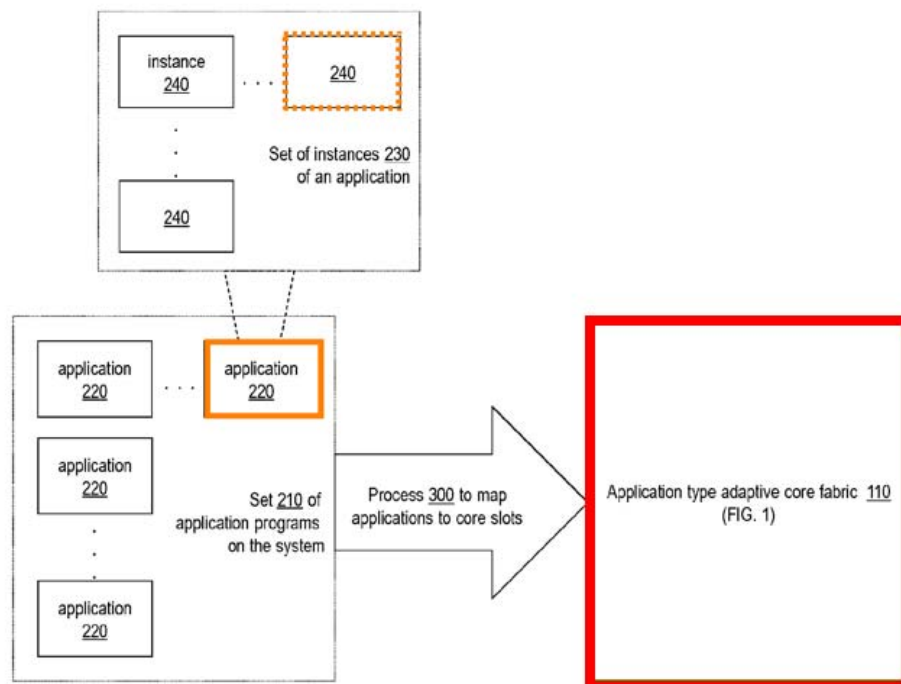 instance
240
240
Set of instances 230
of an application
240
application
220
application
220
application
220
Set 210 of
application programs
on the system
application
220
Process 300 to map
applications to core slots
Application type adaptive core fabric 110
(FIG. 1)